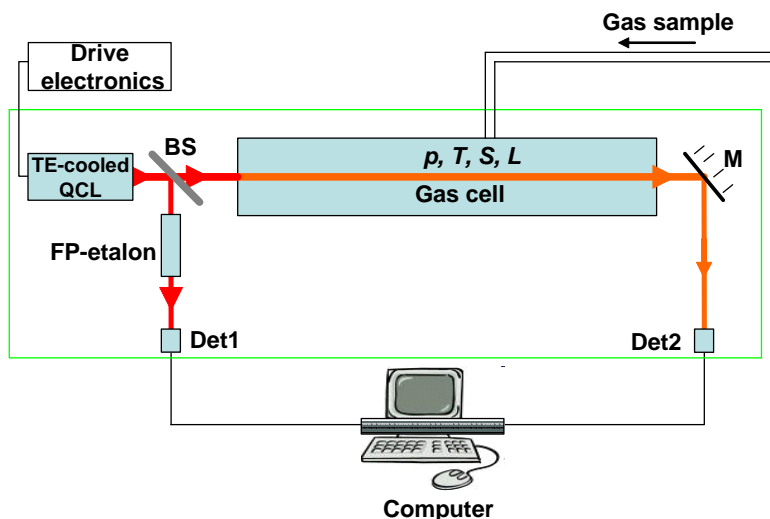 Gas sample
Drive
electronics
BS
TE-cooled
QCL
p, T, S, L
Gas cell
M
FP-etalon
Det1
Det2
Computer